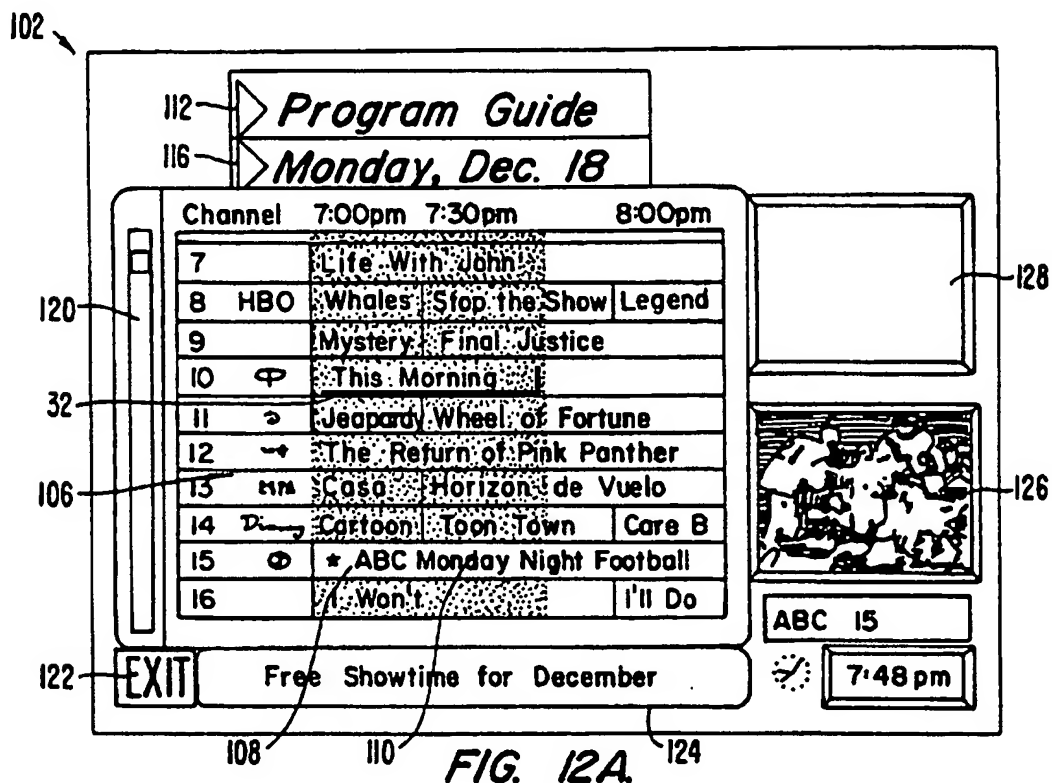 102
112
Program Guide
116
Monday, Dec. 18
Channel 7:00pm 7:30pm 8:00pm
7 Life With John
128
120
8 HBO Whales Stop the Show Legend
9 Mystery Final Justice
10 This Morning
32
11 Jeapardy Wheel of Fortune
12 The Return of Pink Panther
106
13 Casa Horizon de Vuelo
126
14 Disney Cartoon Toon Town Care B
15 * ABC Monday Night Football
16 I Won't I'll Do
ABC 15
122
EXIT
Free Showtime for December
7:48pm
108
110
124
FIG. 12A.